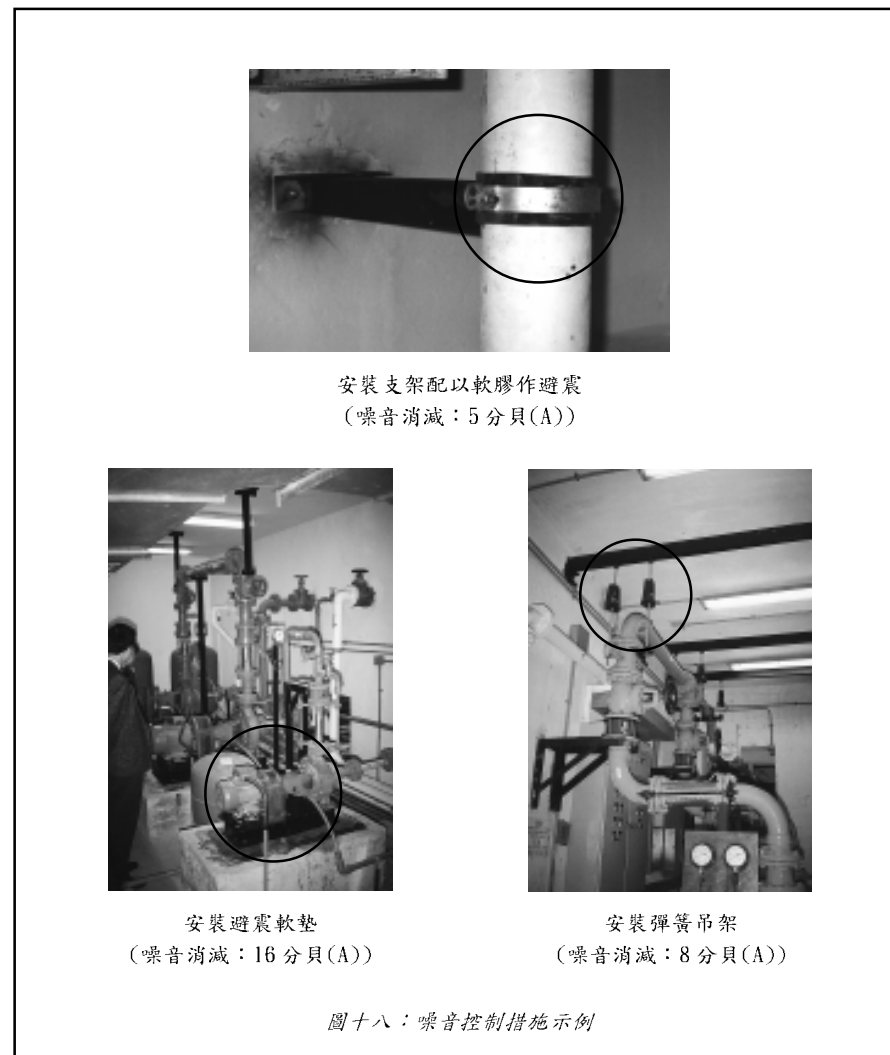 安裝支架配以軟膠作避震
(噪音消減：5 分貝(A))
安裝避震軟墊
(噪音消減：16 分貝(A))
安裝彈簧吊架
(噪音消減：8 分貝(A))
圖十八：噪音控制措施示例